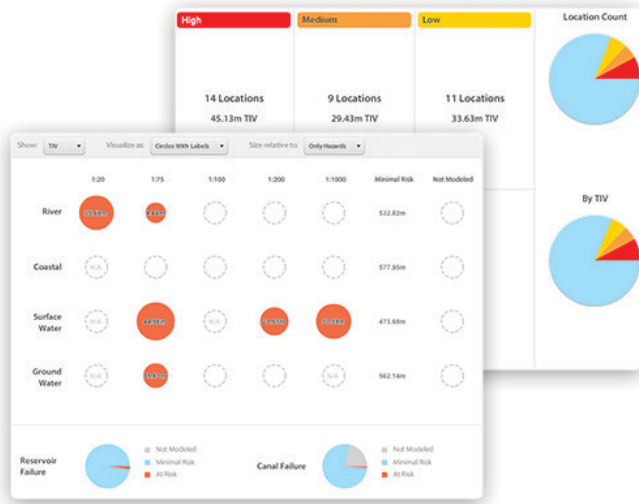 High
Medium
Low
Location Count
14 Locations
9 Locations
11 Locations
45.13m TIV
29.43m TIV
33.63m TIV
By TIV
Show: TIV
Visualize as: Circles With Labels
Size relative to: Only Hazards
1:20
1:75
1:100
1:200
1:1000
Minimal Risk
Not Modeled
River
532.82m
Coastal
N/A
577.95m
Surface
Water
N/A
N/A
473.68m
Ground
Water
N/A
N/A
562.14m
Reservoir
Failure
Not Modeled
Minimal Risk
At Risk
Canal Failure
Not Modeled
Minimal Risk
At Risk